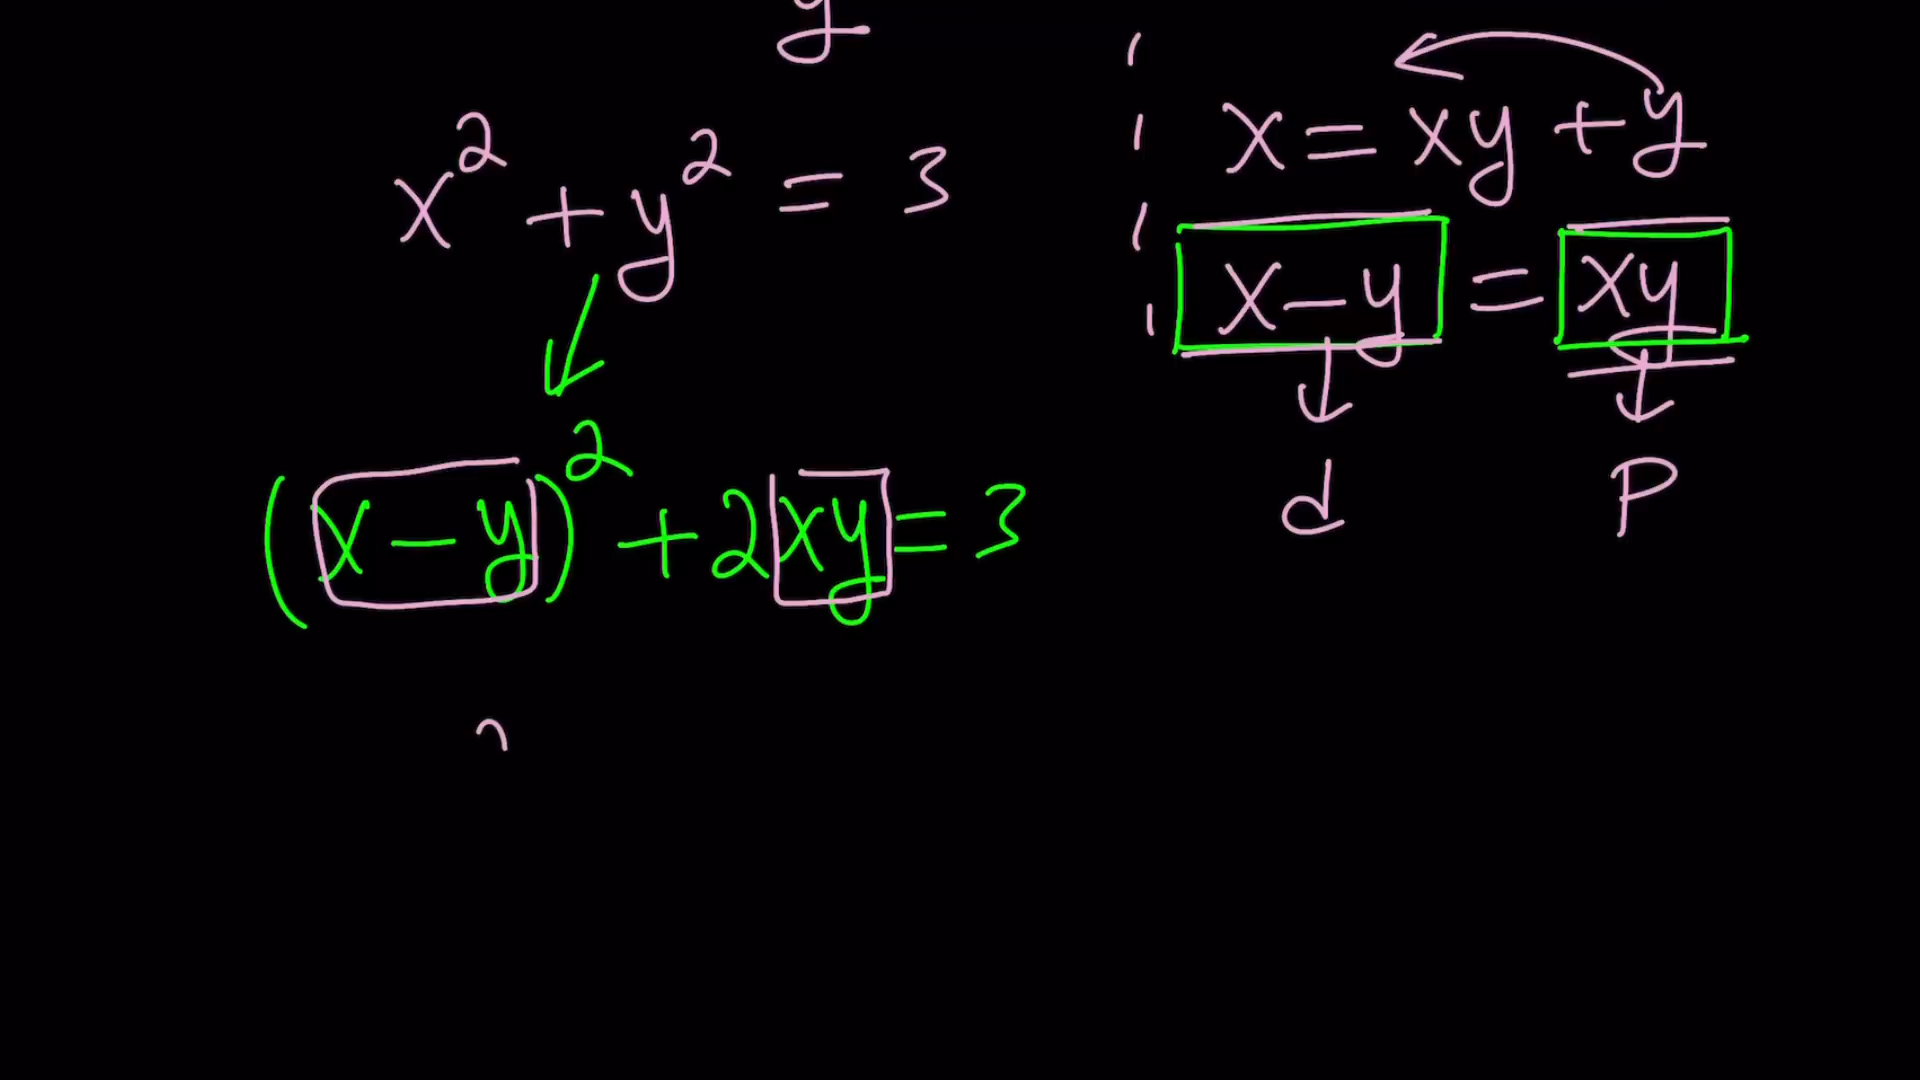 y
x² + y² = 3
(x - y)² + 2xy = 3
x = xy + y
x - y = xy
d P